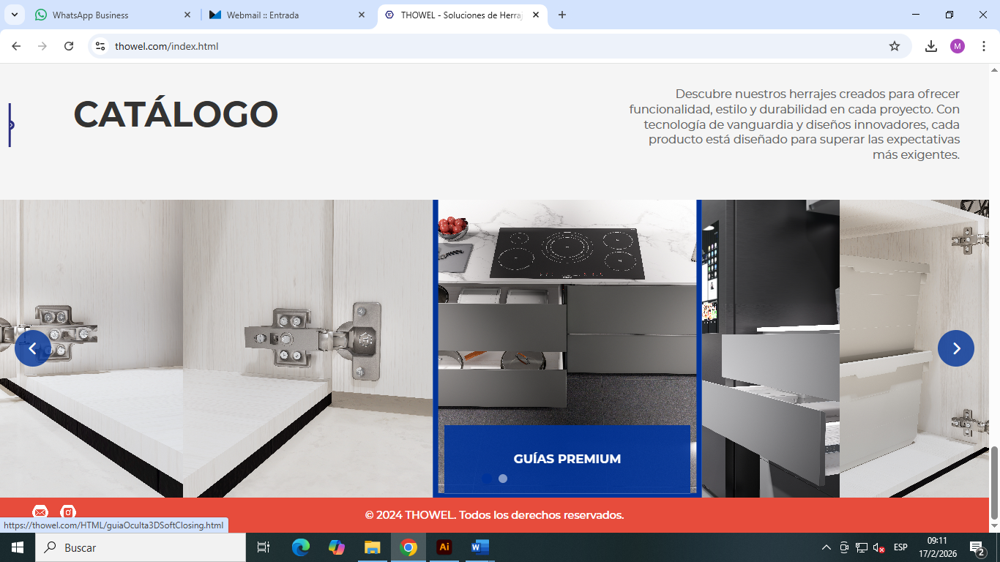 WhatsApp Business
Webmail :: Entrada
THOWEL - Soluciones de Herraj
thowel.com/index.html
M
CATÁLOGO
Descubre nuestros herrajes creados para ofrecer
funcionalidad, estilo y durabilidad en cada proyecto. Con
tecnología de vanguardia y diseños innovadores, cada
producto está diseñado para superar las expectativas
más exigentes.
GUÍAS PREMIUM
© 2024 THOWEL. Todos los derechos reservados.
https://thowel.com/HTML/guiaOculta3DSoftClosing.html
Buscar
Ai
W
ESP
09:11
17/2/2026
2